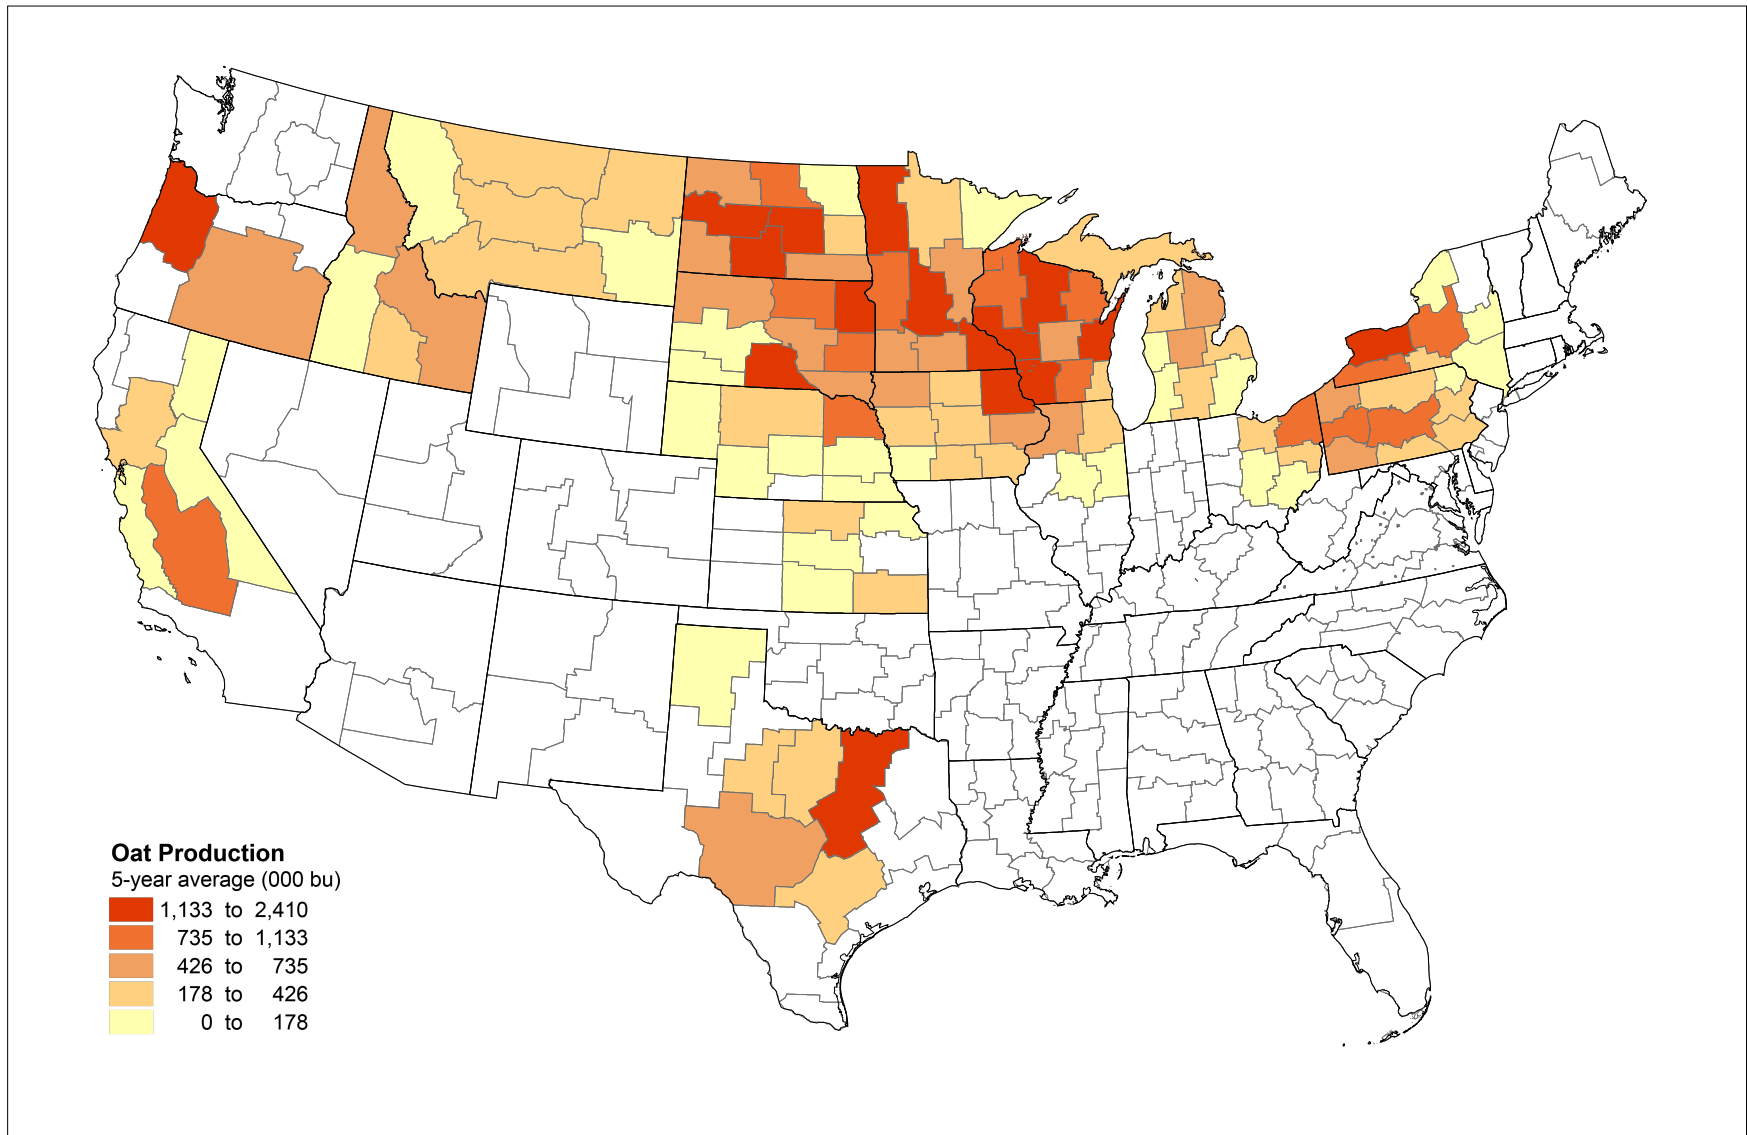 Oat Production
5-year average (000 bu)
1,133 to 2,410
735 to 1,133
426 to 735
178 to 426
0 to 178